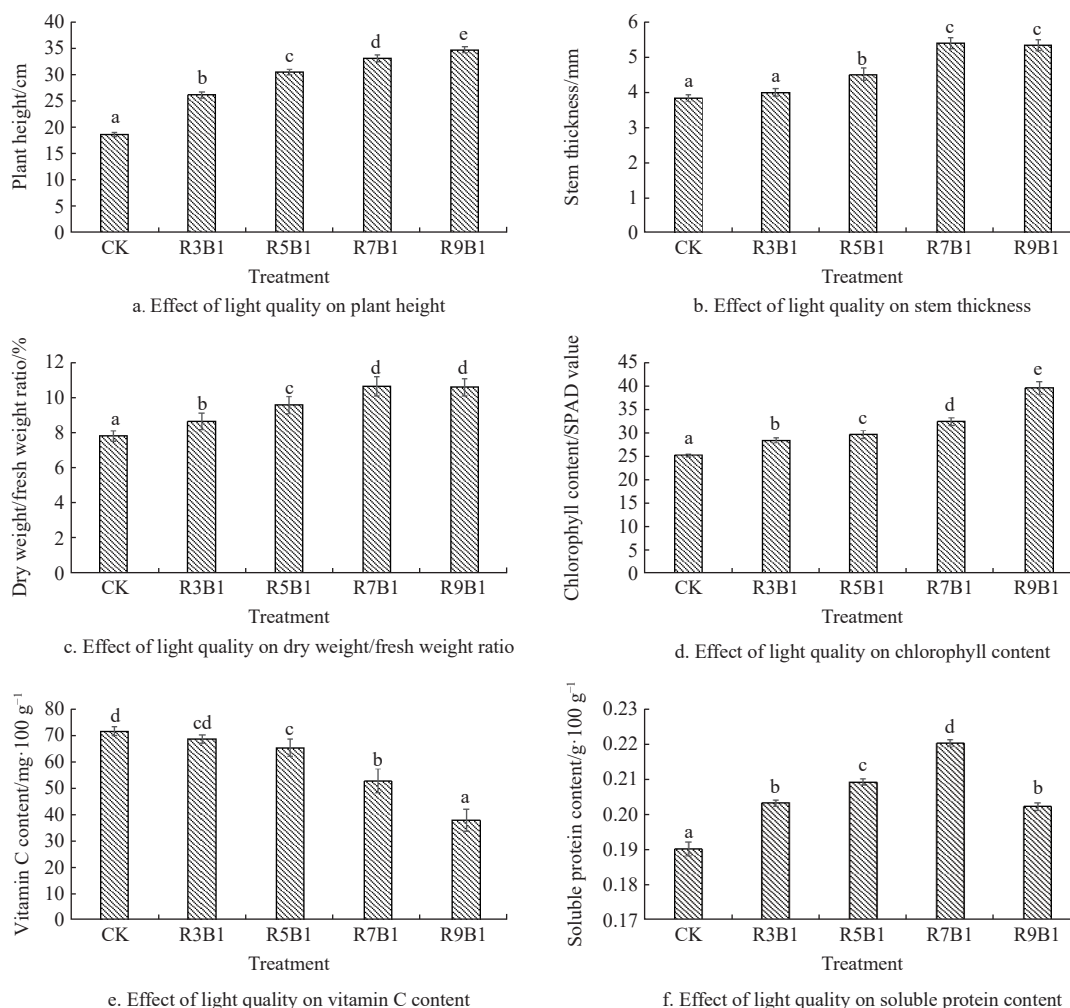 Plant height/cm
40
35
30
25
20
15
10
5
0
a
b
c
d
e
CK R3B1 R5B1 R7B1 R9B1
Treatment
a. Effect of light quality on plant height
Stem thickness/mm
6
5
4
3
2
1
0
a
a
b
c
c
CK R3B1 R5B1 R7B1 R9B1
Treatment
b. Effect of light quality on stem thickness
Dry weight/fresh weight ratio/%
12
10
8
6
4
2
0
a
b
c
d
d
CK R3B1 R5B1 R7B1 R9B1
Treatment
c. Effect of light quality on dry weight/fresh weight ratio
Chlorophyll content/SPAD value
45
40
35
30
25
20
15
10
5
0
a
b
c
d
e
CK R3B1 R5B1 R7B1 R9B1
Treatment
d. Effect of light quality on chlorophyll content
Vitamin C content/mg·100 g⁻¹
80
70
60
50
40
30
20
10
0
d
cd
c
b
a
CK R3B1 R5B1 R7B1 R9B1
Treatment
e. Effect of light quality on vitamin C content
Soluble protein content/g·100 g⁻¹
0.23
0.22
0.21
0.20
0.19
0.18
0.17
a
b
c
d
b
CK R3B1 R5B1 R7B1 R9B1
Treatment
f. Effect of light quality on soluble protein content